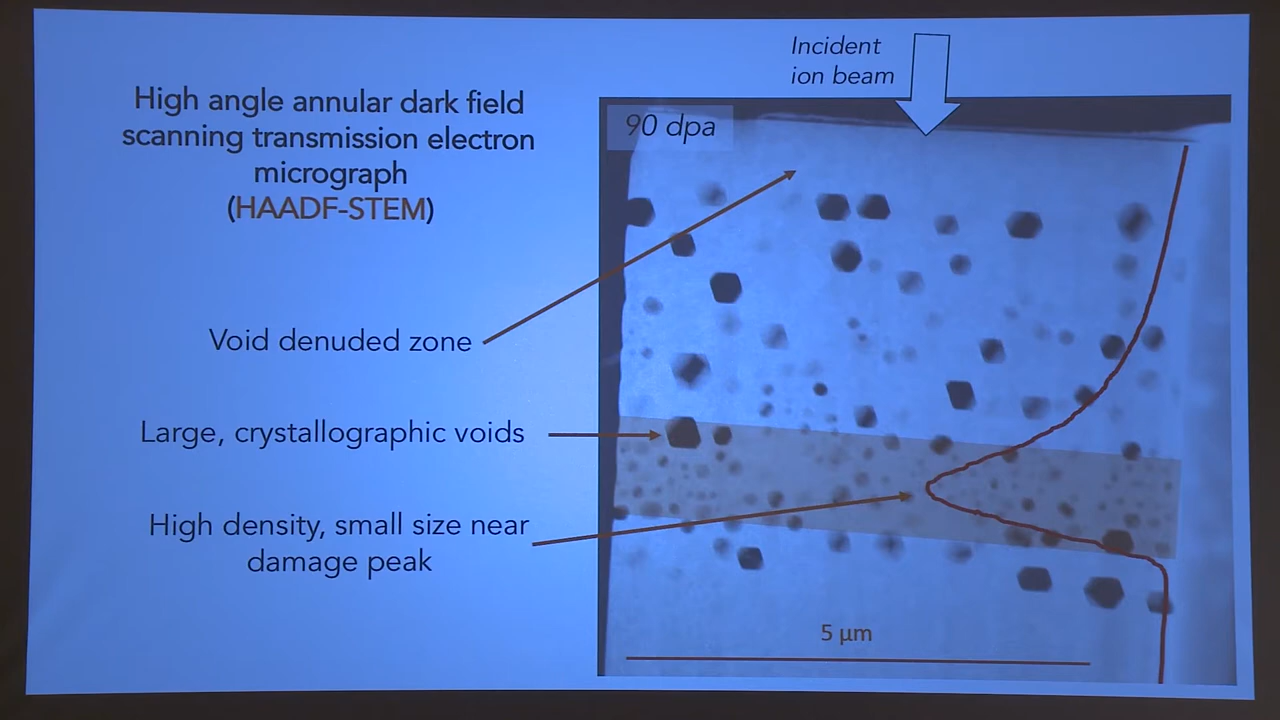 High angle annular dark field
scanning transmission electron
micrograph
(HAADF-STEM)
Void denuded zone
Large, crystallographic voids
High density, small size near
damage peak
Incident
ion beam
90 dpa
5 µm